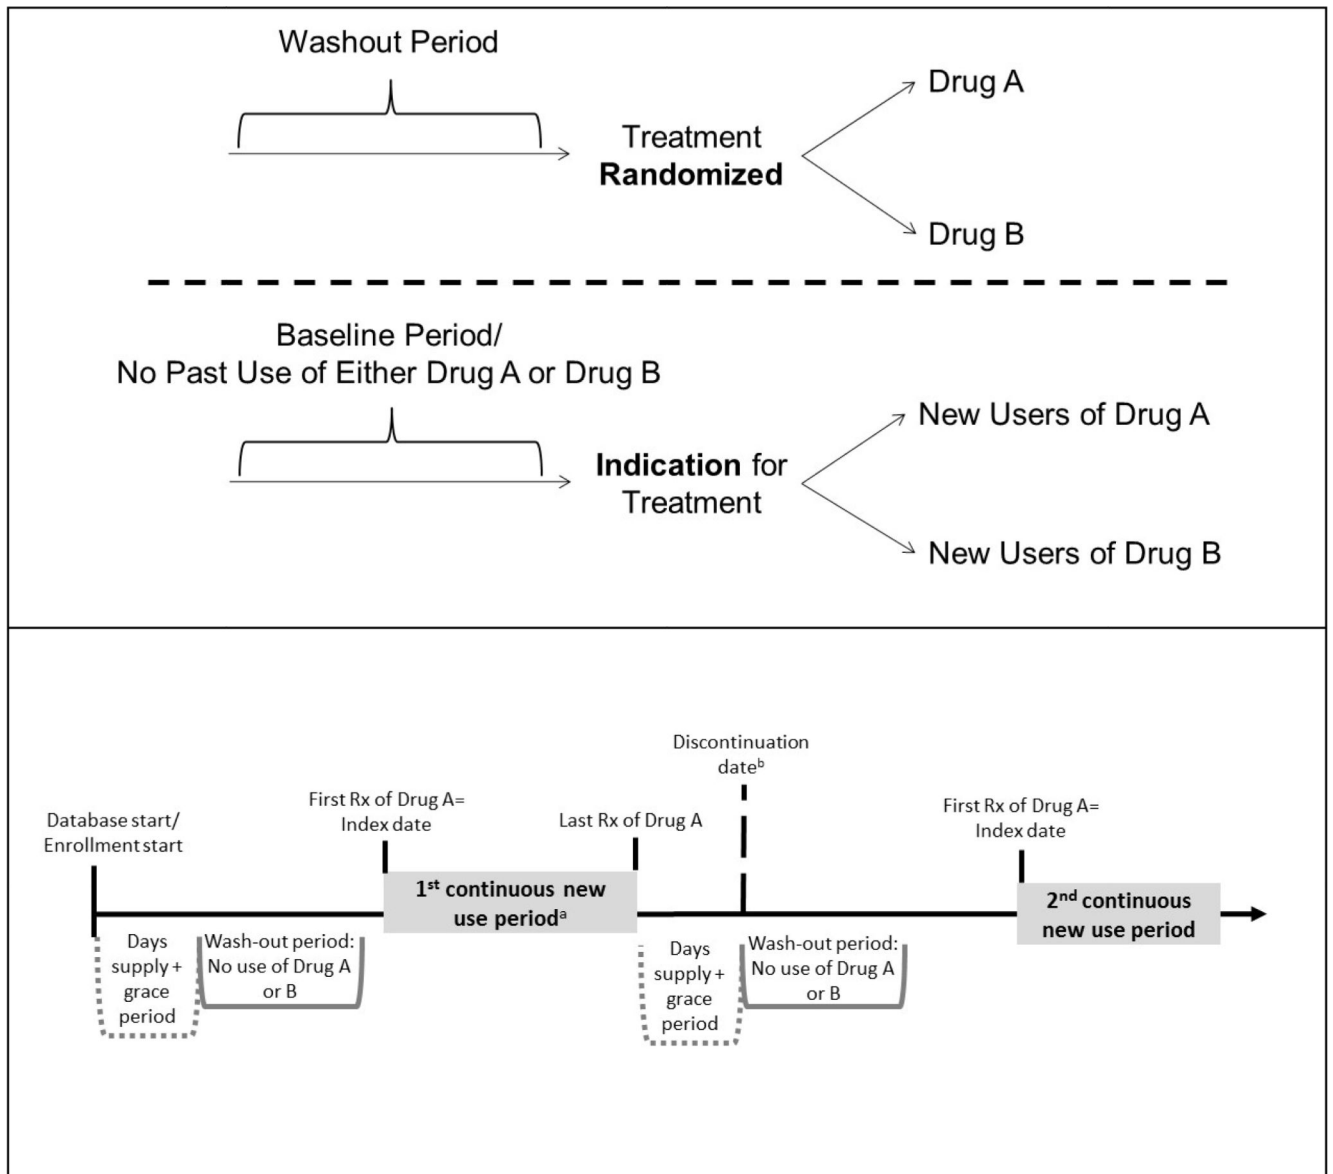 Washout Period
Drug A
Treatment
Randomized
Drug B
Baseline Period/
No Past Use of Either Drug A or Drug B
New Users of Drug A
Indication for
Treatment
New Users of Drug B
Discontinuation
dateᵇ
First Rx of Drug A=
Index date
First Rx of Drug A=
Index date
Database start/
Enrollment start
Last Rx of Drug A
1ˢᵗ continuous new
use periodᵃ
2ⁿᵈ continuous
new use period
Days
supply +
grace
period
Wash-out period:
No use of Drug A
or B
Days
supply +
grace
period
Wash-out period:
No use of Drug A
or B